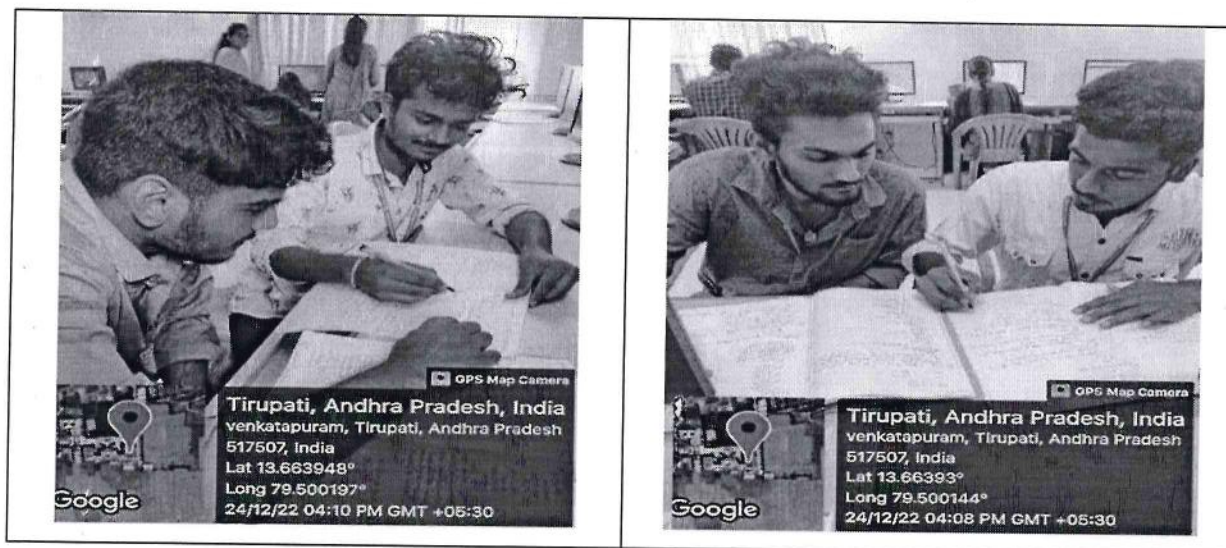 GPS Map Camera
Tirupati, Andhra Pradesh, India
venkatapuram, Tirupati, Andhra Pradesh
517507, India
Lat 13.663948°
Long 79.500197°
24/12/22 04:10 PM GMT +05:30
Google
GPS Map Camera
Tirupati, Andhra Pradesh, India
venkatapuram, Tirupati, Andhra Pradesh
517507, India
Lat 13.66393°
Long 79.500144°
24/12/22 04:08 PM GMT +05:30
Google